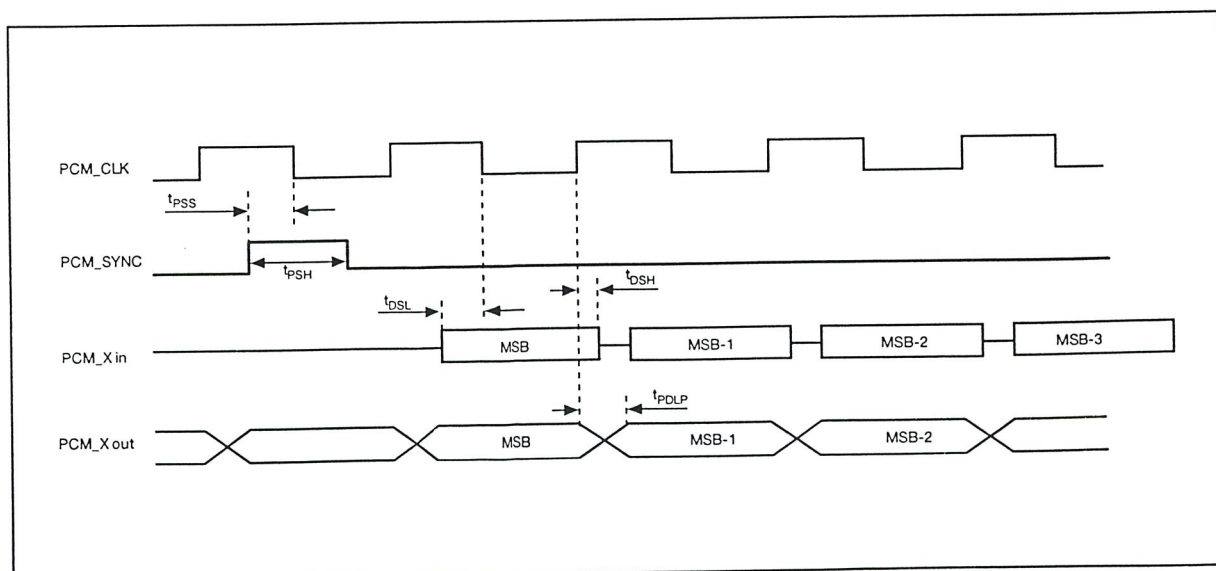 PCM_CLK
tPSS
PCM_SYNC
tPSH
tDSH
tDSL
PCM_X in
MSB
MSB-1
MSB-2
MSB-3
tPDLP
PCM_X out
MSB
MSB-1
MSB-2